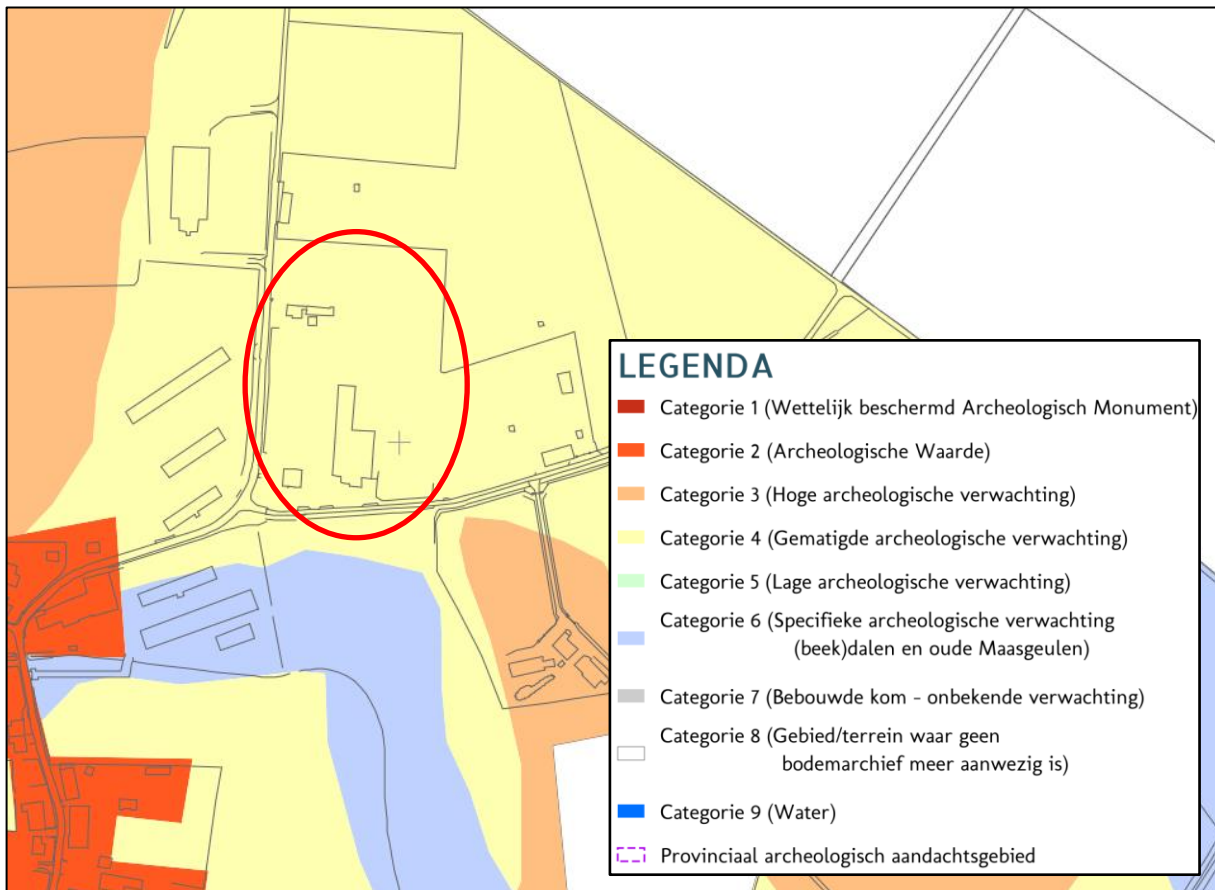 LEGENDA
Categorie 1 (Wettelijk beschermd Archeologisch Monument)
Categorie 2 (Archeologische Waarde)
Categorie 3 (Hoge archeologische verwachting)
Categorie 4 (Gematigde archeologische verwachting)
Categorie 5 (Lage archeologische verwachting)
Categorie 6 (Specifieke archeologische verwachting
(beek)dalen en oude Maasgeulen)
Categorie 7 (Bebouwde kom - onbekende verwachting)
Categorie 8 (Gebied/terrein waar geen
bodemarchief meer aanwezig is)
Categorie 9 (Water)
Provinciaal archeologisch aandachtsgebied